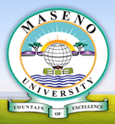 MASENO
UNIVERSITY
FOUNTAIN OF EXCELLENCE